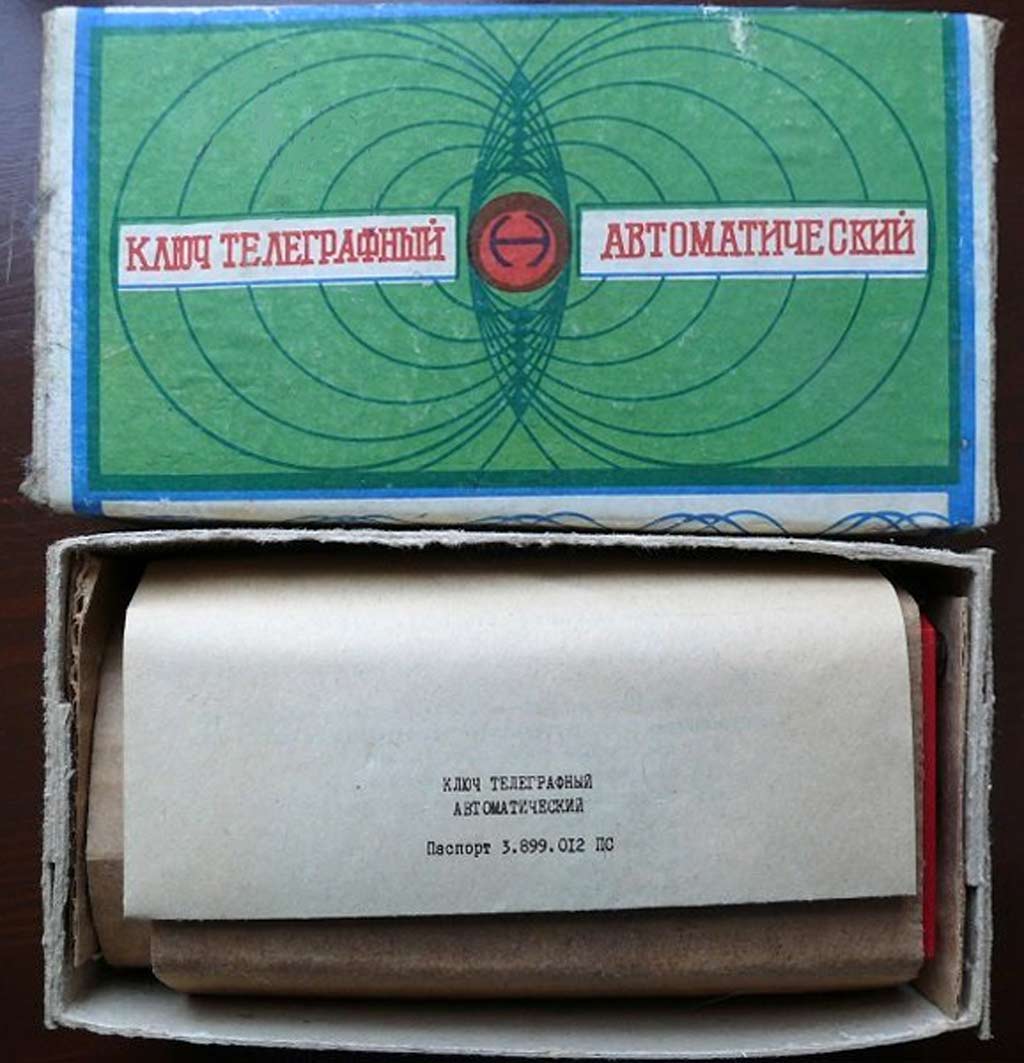 КЛЮЧ ТЕЛЕГРАФНЫЙ АВТОМАТИЧЕСКИЙ
КЛЮЧ ТЕЛЕГРАФНЫЙ
АВТОМАТИЧЕСКИЙ
Паспорт 3.899.012 ПС